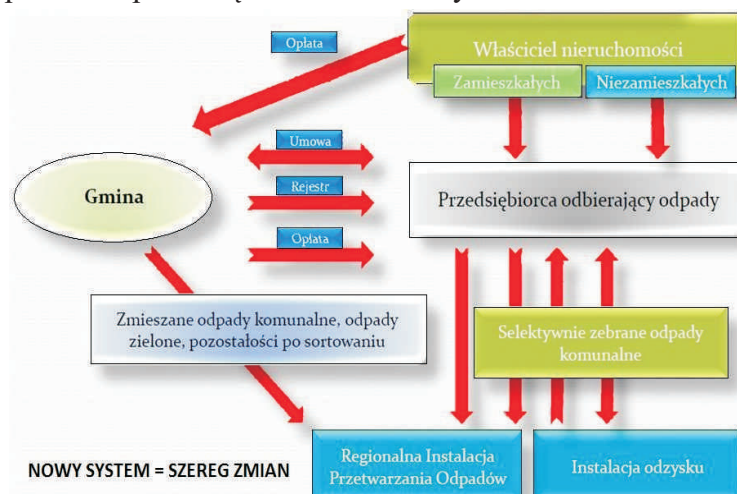 Opłata
Właściciel nieruchomości
Zamieszkałych
Niezamieszkałych
Umowa
Gmina
Rejestr
Przedsiębiorca odbierający odpady
Opłata
Zmieszane odpady komunalne, odpady
zielone, pozostałości po sortowaniu
Selektywnie zebrane odpady
komunalne
Regionalna Instalacja
Przetwarzania Odpadów
Instalacja odzysku
NOWY SYSTEM = SZEREG ZMIAN